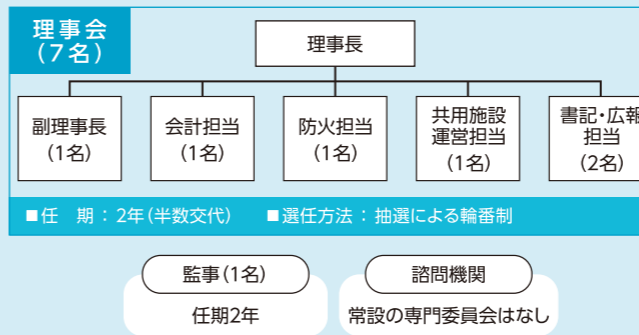 理事会
(7名)
理事長
副理事長
(1名)
会計担当
(1名)
防火担当
(1名)
共用施設
運営担当
(1名)
書記・広報
担当
(2名)
■任　期：2年(半数交代)　■選任方法：抽選による輪番制
監事(1名)
任期2年
諮問機関
常設の専門委員会はなし